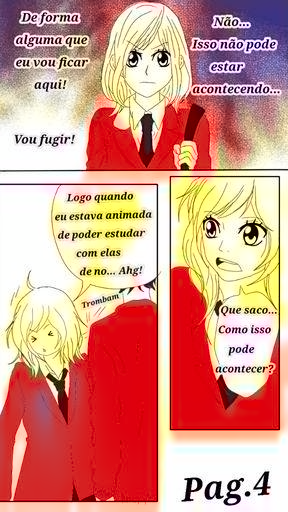 De forma
alguma que
eu vou ficar
aqui!
Vou fugir!
Não...
Isso não pode
estar
acontecendo...
Logo quando
eu estava animada
de poder estudar
com elas
de no... Ahg!
Trombam
Que saco...
Como isso
pode
acontecer?
Pag.4